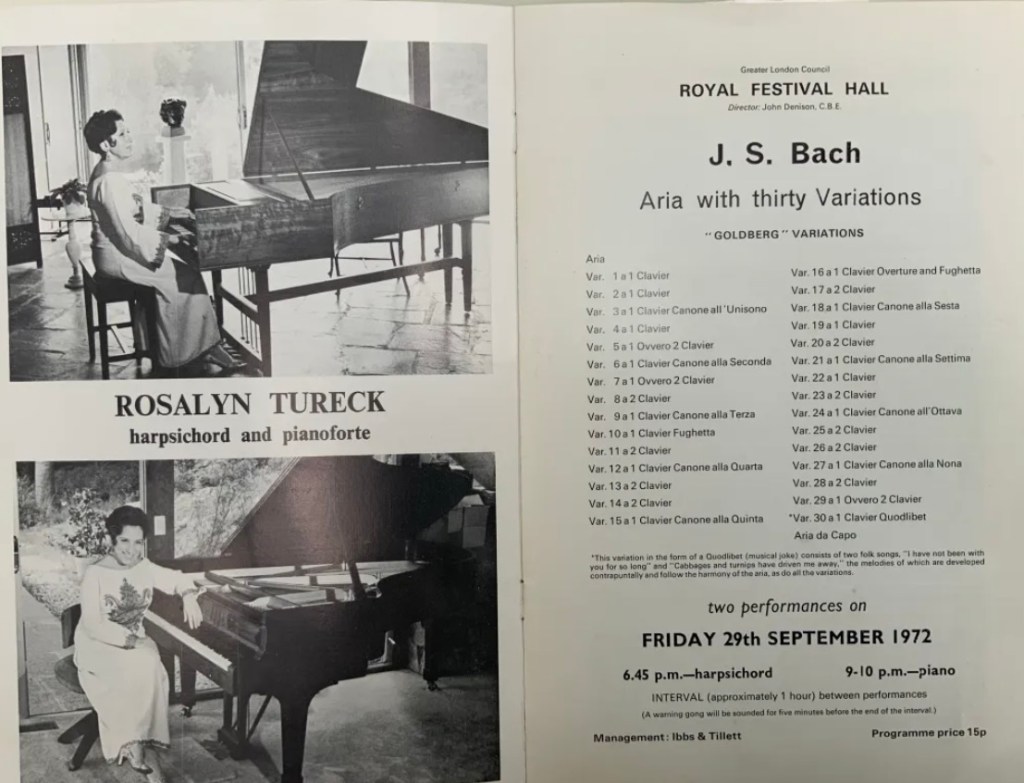 ROSALYN TURECK
harpsichord and pianoforte
Greater London Council
ROYAL FESTIVAL HALL
Director: John Denison, C.B.E.
J. S. Bach
Aria with thirty Variations
"GOLDBERG" VARIATIONS
Aria
Var. 1 a 1 Clavier
Var. 2 a 1 Clavier
Var. 3 a 1 Clavier Canone all'Unisono
Var. 4 a 1 Clavier
Var. 5 a 1 Ovvero 2 Clavier
Var. 6 a 1 Clavier Canone alla Seconda
Var. 7 a 1 Ovvero 2 Clavier
Var. 8 a 2 Clavier
Var. 9 a 1 Clavier Canone alla Terza
Var. 10 a 1 Clavier Fughetta
Var. 11 a 2 Clavier
Var. 12 a 1 Clavier Canone alla Quarta
Var. 13 a 2 Clavier
Var. 14 a 2 Clavier
Var. 15 a 1 Clavier Canone alla Quinta
Var. 16 a 1 Clavier Overture and Fughetta
Var. 17 a 2 Clavier
Var. 18 a 1 Clavier Canone alla Sesta
Var. 19 a 1 Clavier
Var. 20 a 2 Clavier
Var. 21 a 1 Clavier Canone alla Settima
Var. 22 a 1 Clavier
Var. 23 a 2 Clavier
Var. 24 a 1 Clavier Canone all'Ottava
Var. 25 a 2 Clavier
Var. 26 a 2 Clavier
Var. 27 a 1 Clavier Canone alla Nona
Var. 28 a 2 Clavier
Var. 29 a 1 Ovvero 2 Clavier
*Var. 30 a 1 Clavier Quodlibet
Aria da Capo
*This variation in the form of a Quodlibet (musical joke) consists of two folk songs, "I have not been with
you for so long" and "Cabbages and turnips have driven me away," the melodies of which are developed
contrapuntally and follow the harmony of the aria, as do all the variations.
two performances on
FRIDAY 29th SEPTEMBER 1972
6.45 p.m.—harpsichord 9-10 p.m.—piano
INTERVAL (approximately 1 hour) between performances
(A warning gong will be sounded for five minutes before the end of the interval.)
Management: Ibbs & Tillett Programme price 15p